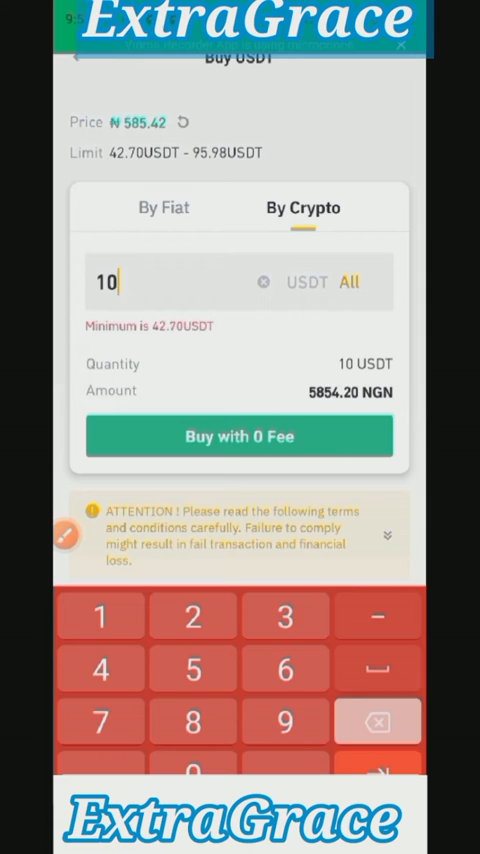 ExtraGrace
Buy USDT
Price ₦ 585.42
Limit 42.70USDT - 95.98USDT
By Fiat By Crypto
10 USDT All
Minimum is 42.70USDT
Quantity 10 USDT
Amount 5854.20 NGN
Buy with 0 Fee
ATTENTION ! Please read the following terms
and conditions carefully. Failure to comply
might result in fail transaction and financial
loss.
1 2 3 -
4 5 6
7 8 9
0
ExtraGrace